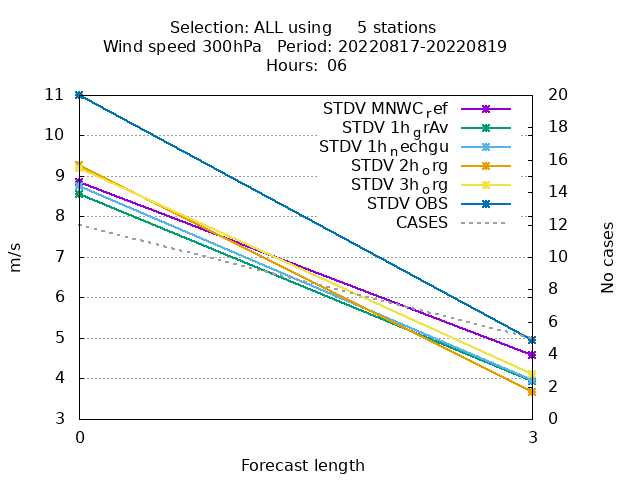 Selection: ALL using     5 stations
Wind speed 300hPa   Period: 20220817-20220819
Hours: 06
11
10
9
8
7
6
5
4
3
20
18
16
14
12
10
8
6
4
2
0
STDV MNWC_ref
STDV 1h_grAv
STDV 1h_nechgu
STDV 2h_org
STDV 3h_org
STDV OBS
CASES
m/s
No cases
0
3
Forecast length